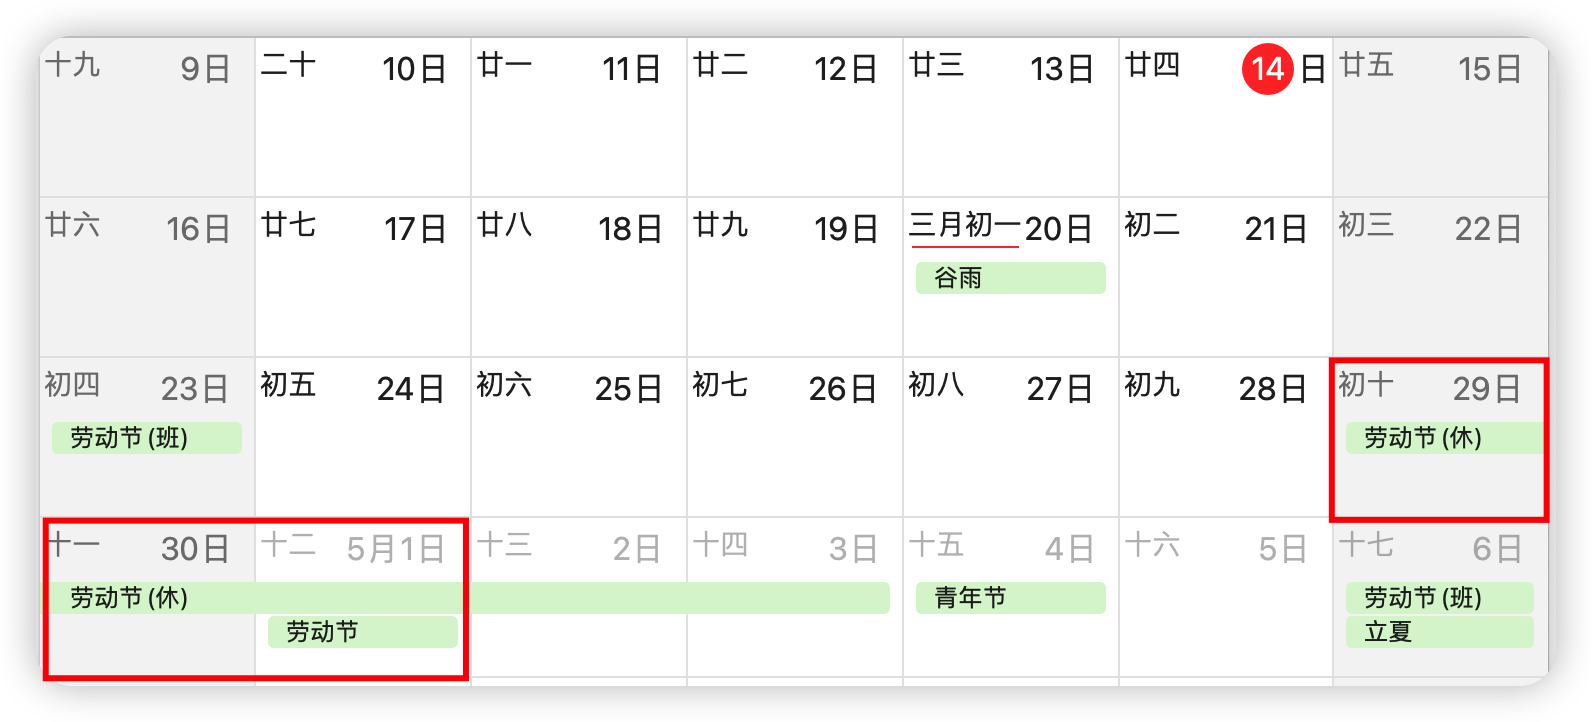 十九 9日 二十 10日 廿一 11日 廿二 12日 廿三 13日 廿四 14日 廿五 15日
廿六 16日 廿七 17日 廿八 18日 廿九 19日 三月初一 20日 初二 21日 初三 22日
谷雨
初四 23日 初五 24日 初六 25日 初七 26日 初八 27日 初九 28日 初十 29日
劳动节(班) 劳动节(休)
十一 30日 十二 5月1日 十三 2日 十四 3日 十五 4日 十六 5日 十七 6日
劳动节(休) 青年节 劳动节(班)
劳动节 立夏